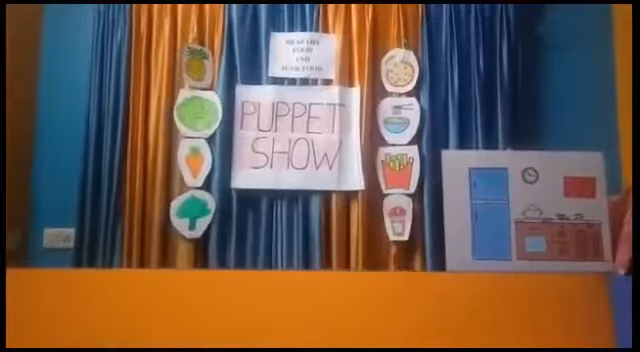 HEALTHY
FOOD
AND
JUNK FOOD
PUPPET
SHOW